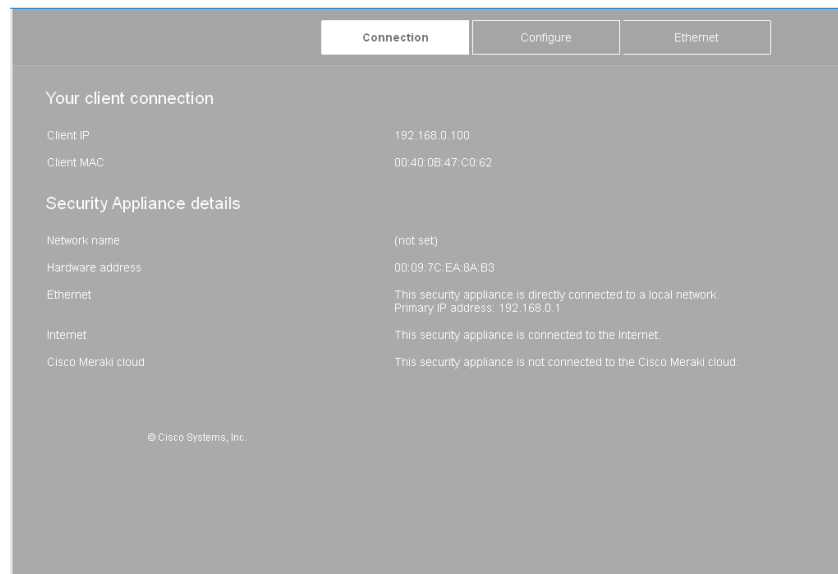 Connection Configure Ethernet
Your client connection
Client IP 192.168.0.100
Client MAC 00:40:0B:47:C0:62
Security Appliance details
Network name (not set)
Hardware address 00:09:7C:EA:8A:B3
Ethernet This security appliance is directly connected to a local network.
Primary IP address: 192.168.0.1
Internet This security appliance is connected to the Internet.
Cisco Meraki cloud This security appliance is not connected to the Cisco Meraki cloud.
© Cisco Systems, Inc.